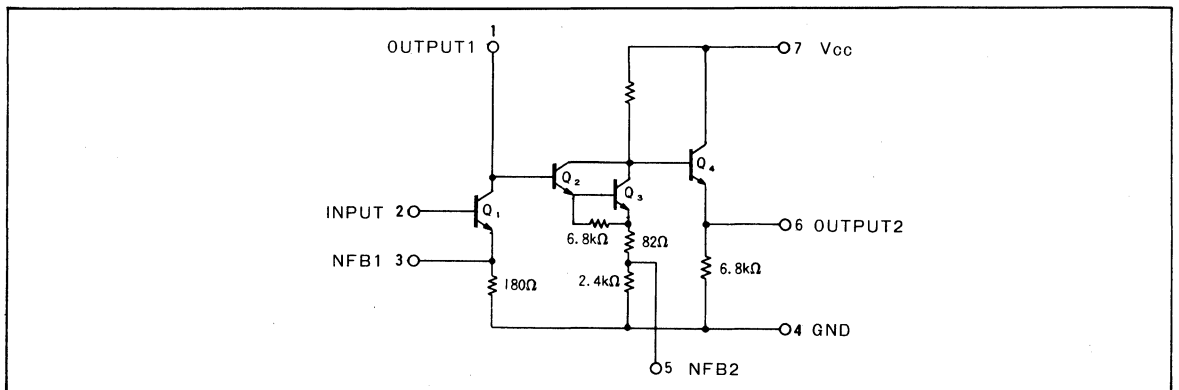 1
OUTPUT1
7 Vcc
Q4
Q2
Q3
INPUT 2
Q1
6 OUTPUT2
6.8kΩ
82Ω
NFB1 3
180Ω
2.4kΩ
6.8kΩ
4 GND
5 NFB2